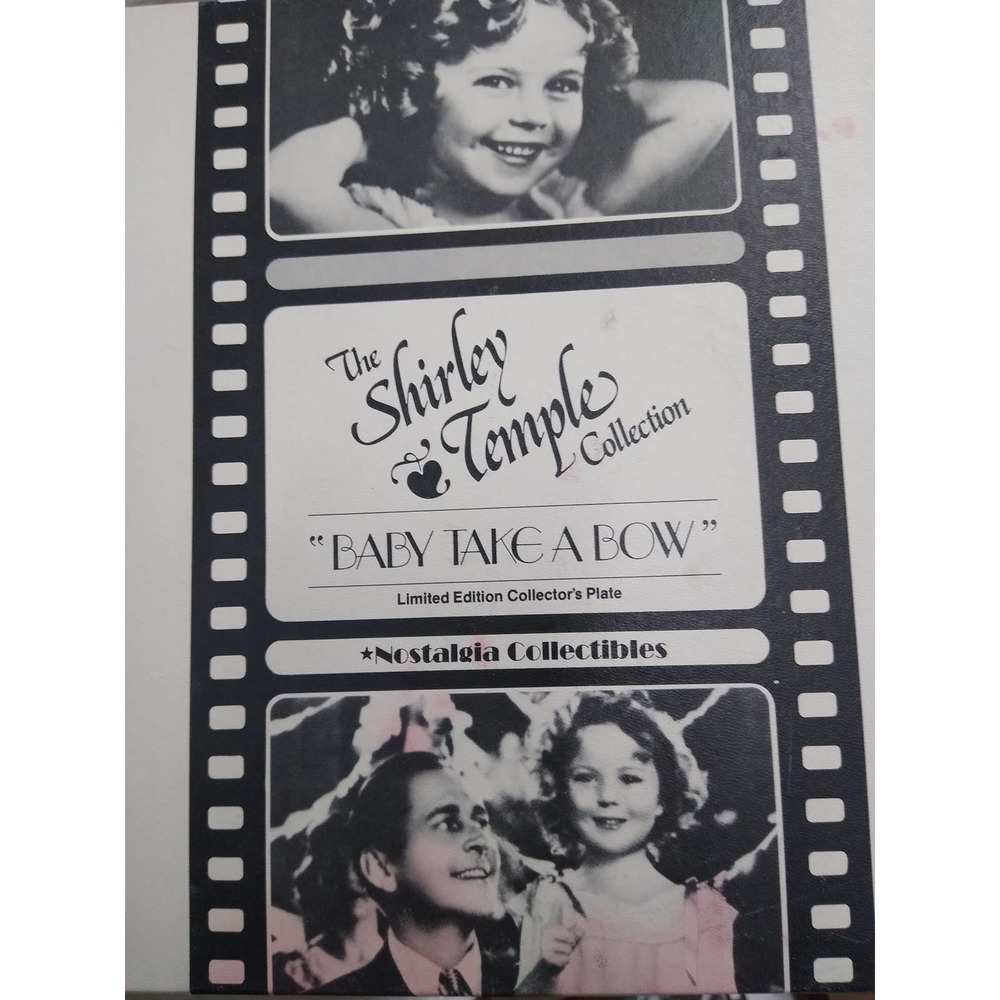 The
Shirley
Temple
Collection
"BABY TAKE A BOW"
Limited Edition Collector's Plate
★Nostalgia Collectibles